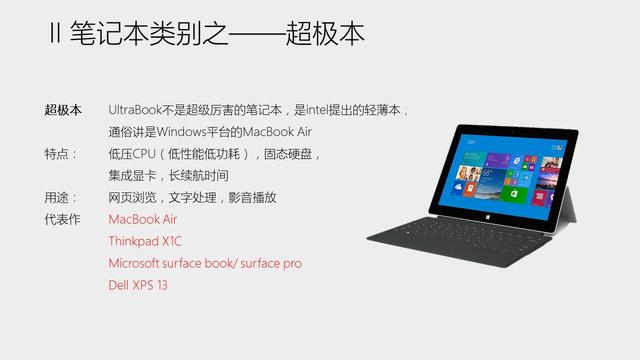 II 笔记本类别之——超极本
超极本 UltraBook不是超级厉害的笔记本，是intel提出的轻薄本；
通俗讲是Windows平台的MacBook Air
特点： 低压CPU（低性能低功耗），固态硬盘，
集成显卡，长续航时间
用途： 网页浏览，文字处理，影音播放
代表作 MacBook Air
Thinkpad X1C
Microsoft surface book/ surface pro
Dell XPS 13
Start